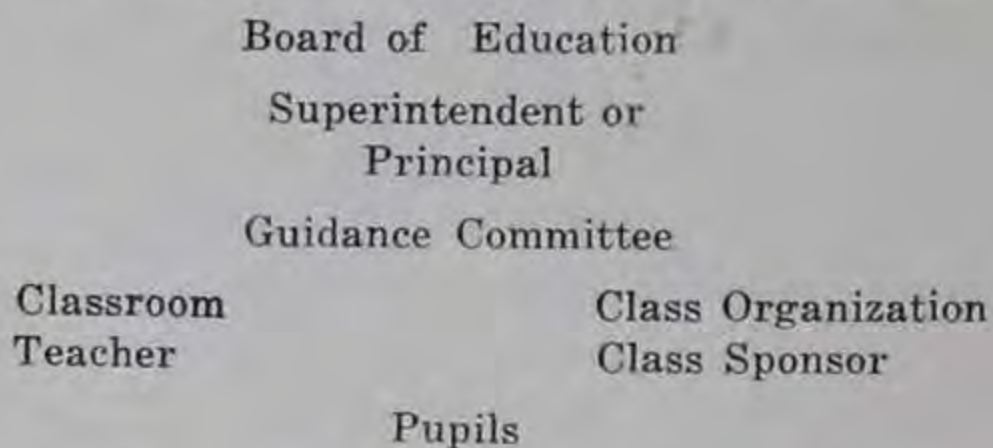 Board of Education
Superintendent or
Principal
Guidance Committee
Classroom
Teacher
Class Organization
Class Sponsor
Pupils